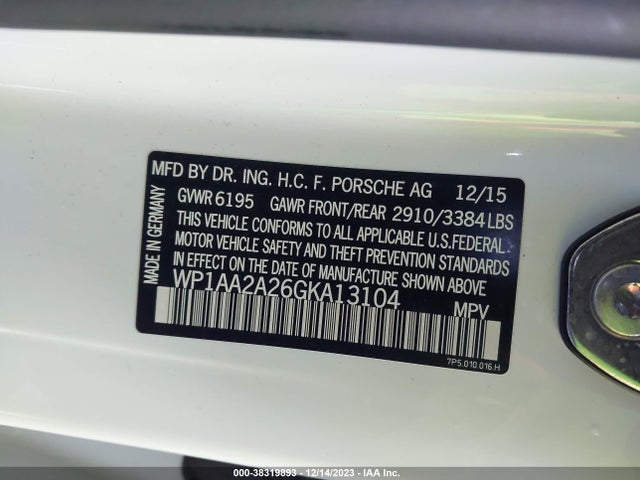 MFD BY DR. ING. H.C. F. PORSCHE AG 12/15
GVWR 6195 GAWR FRONT/REAR 2910/3384 LBS
THIS VEHICLE CONFORMS TO ALL APPLICABLE U.S.FEDERAL
MOTOR VEHICLE SAFETY AND THEFT PREVENTION STANDARDS
IN EFFECT ON THE DATE OF MANUFACTURE SHOWN ABOVE
WP1AA2A26GKA13104 MPV
MADE IN GERMANY
7P5.010.016.H
000-38319893 - 12/14/2023 - IAA Inc.